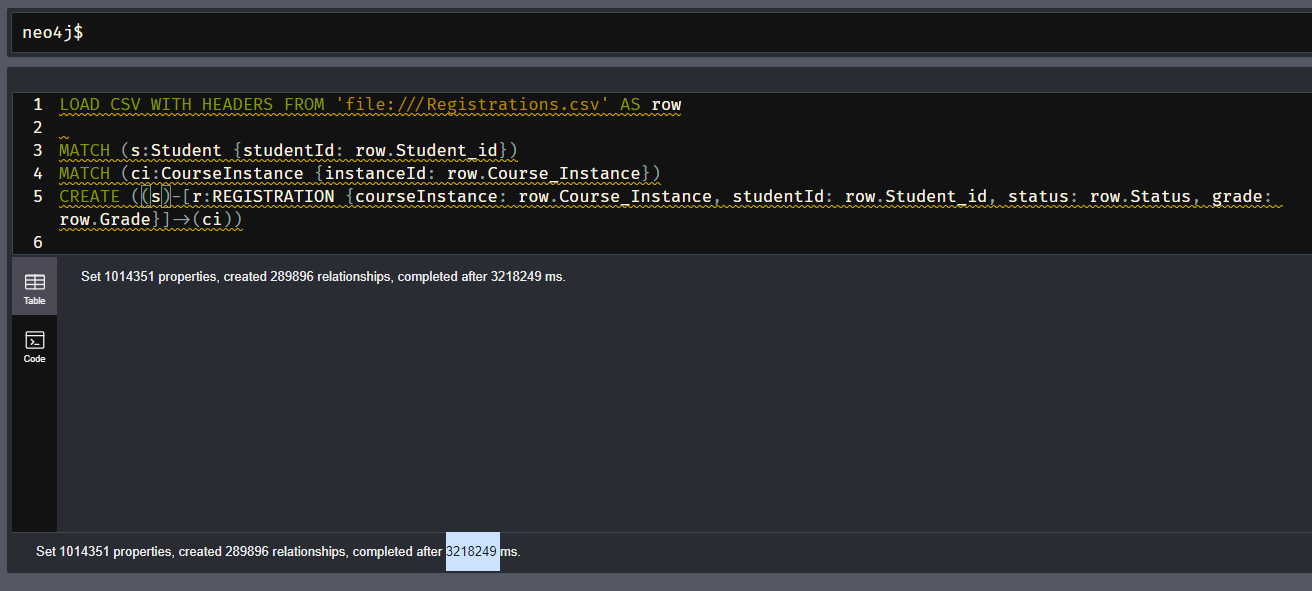 neo4j$
1 LOAD CSV WITH HEADERS FROM 'file:///Registrations.csv' AS row
2
3 MATCH (s:Student {studentId: row.Student_id})
4 MATCH (ci:CourseInstance {instanceId: row.Course_Instance})
5 CREATE ((s)-[r:REGISTRATION {courseInstance: row.Course_Instance, studentId: row.Student_id, status: row.Status, grade:
row.Grade}]->(ci))
6
Set 1014351 properties, created 289896 relationships, completed after 3218249 ms.
Table
Code
Set 1014351 properties, created 289896 relationships, completed after 3218249 ms.